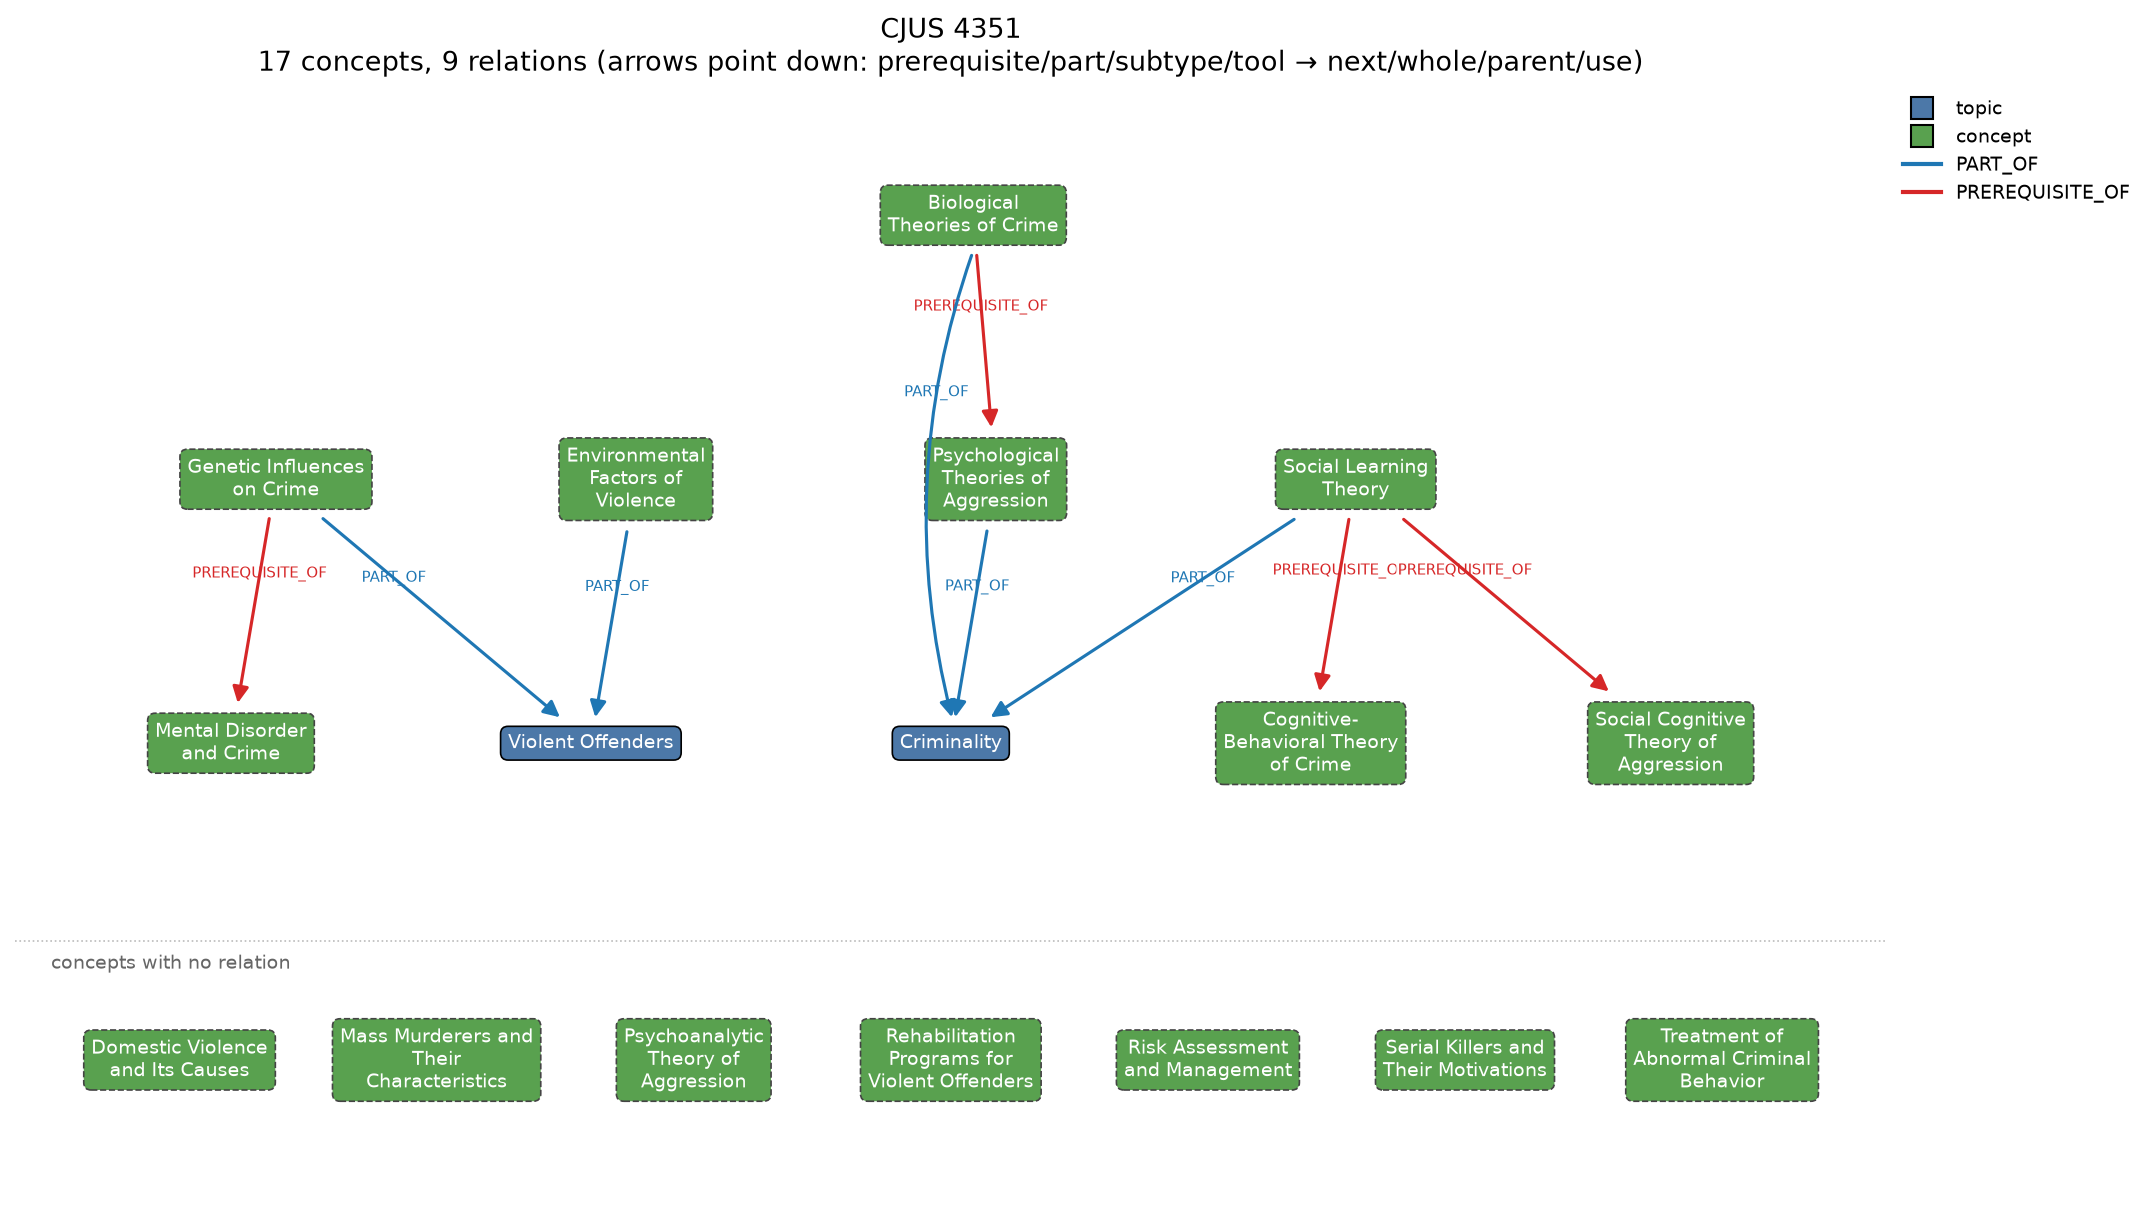 CJUS 4351
17 concepts, 9 relations (arrows point down: prerequisite/part/subtype/tool → next/whole/parent/use)
topic
concept
PART_OF
PREREQUISITE_OF
Biological
Theories of Crime
PREREQUISITE_OF
PART_OF
Genetic Influences
on Crime
Environmental
Factors of
Violence
Psychological
Theories of
Aggression
Social Learning
Theory
PREREQUISITE_OF
PART_OF
PART_OF
PART_OF
PART_OF
PREREQUISITE_O
PREREQUISITE_OF
Mental Disorder
and Crime
Violent Offenders
Criminality
Cognitive-
Behavioral Theory
of Crime
Social Cognitive
Theory of
Aggression
concepts with no relation
Domestic Violence
and Its Causes
Mass Murderers and
Their
Characteristics
Psychoanalytic
Theory of
Aggression
Rehabilitation
Programs for
Violent Offenders
Risk Assessment
and Management
Serial Killers and
Their Motivations
Treatment of
Abnormal Criminal
Behavior